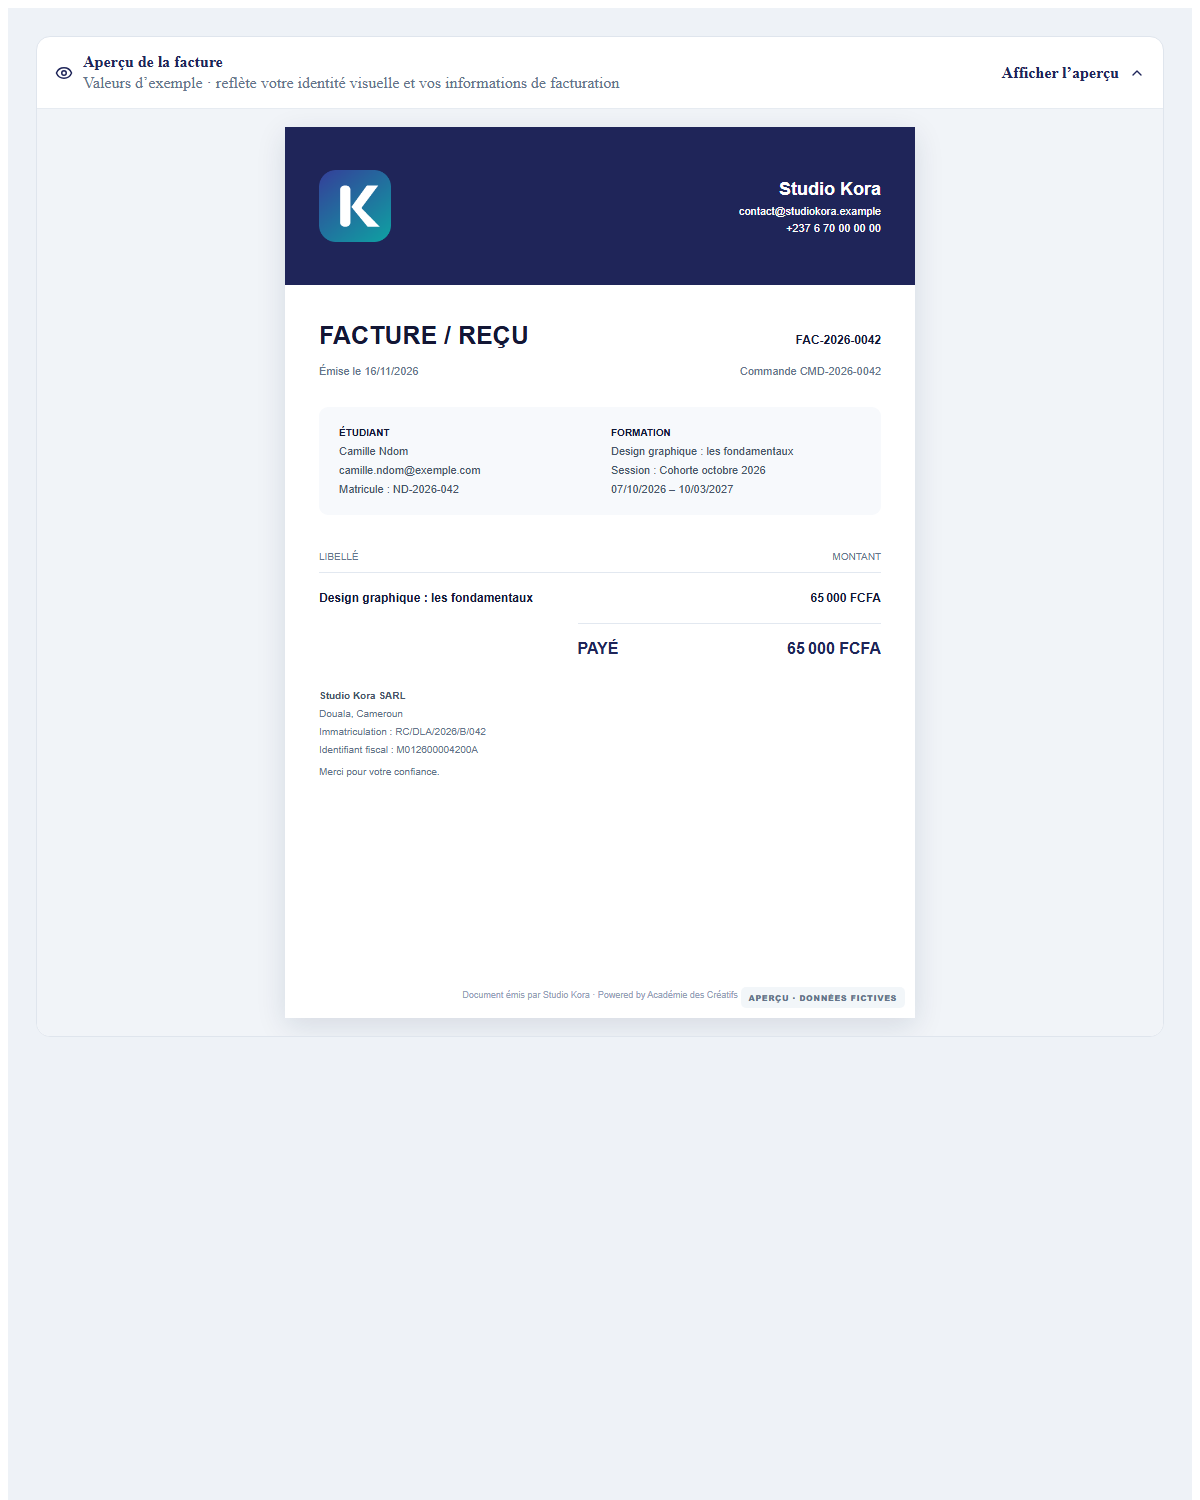 Aperçu de la facture
Valeurs d’exemple · reflète votre identité visuelle et vos informations de facturation
Afficher l’aperçu
K
Studio Kora
contact@studiokora.example
+237 6 70 00 00 00
FACTURE / REÇU
FAC-2026-0042
Émise le 16/11/2026
Commande CMD-2026-0042
ÉTUDIANT
Camille Ndom
camille.ndom@exemple.com
Matricule : ND-2026-042
FORMATION
Design graphique : les fondamentaux
Session : Cohorte octobre 2026
07/10/2026 – 10/03/2027
LIBELLÉ MONTANT
Design graphique : les fondamentaux 65 000 FCFA
PAYÉ 65 000 FCFA
Studio Kora SARL
Douala, Cameroun
Immatriculation : RC/DLA/2026/B/042
Identifiant fiscal : M012600004200A
Merci pour votre confiance.
Document émis par Studio Kora · Powered by Académie des Créatifs
APERÇU · DONNÉES FICTIVES